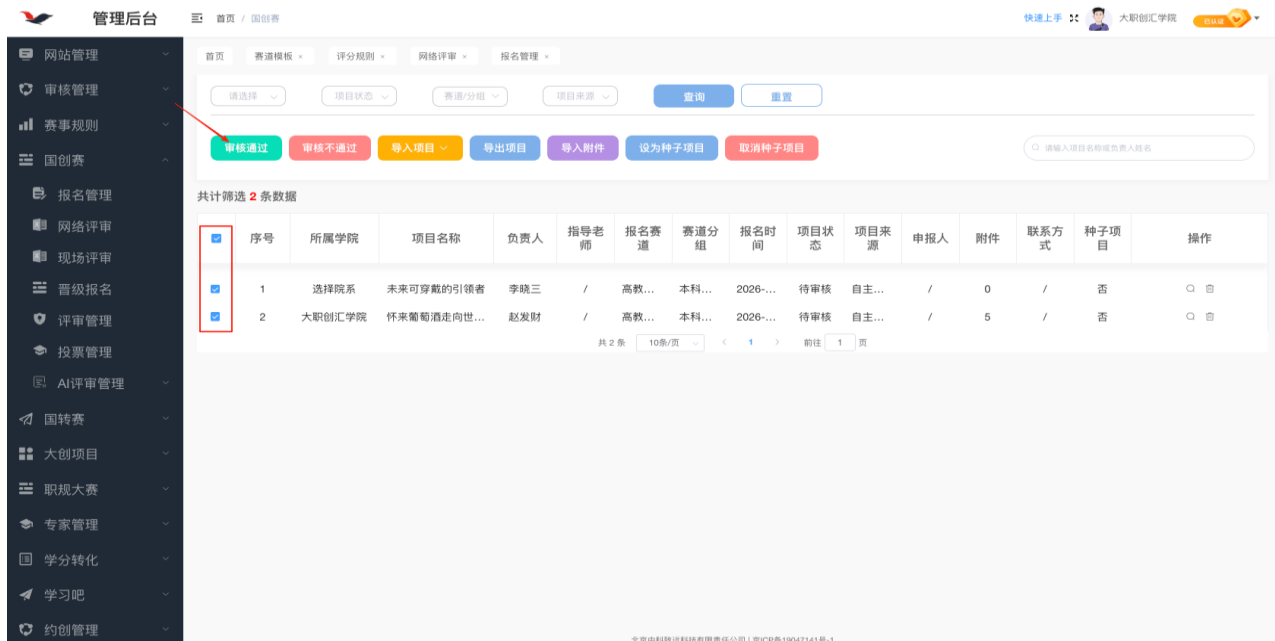 管理后台
首页 / 国创赛
快速上手
大职创汇学院
已认证
网站管理
审核管理
赛事规则
国创赛
报名管理
网络评审
现场评审
晋级报名
评审管理
投票管理
AI评审管理
国转赛
大创项目
职规大赛
专家管理
学分转化
学习吧
约创管理
首页 赛道模板 × 评分规则 × 网络评审 × 报名管理 ×
请选择 项目状态 赛道/分组 项目来源 查询 重置
审核通过 审核不通过 导入项目 导出项目 导入附件 设为种子项目 取消种子项目 请输入项目名称或负责人姓名
共计筛选 2 条数据
序号 所属学院 项目名称 负责人 指导老师 报名赛道 赛道分组 报名时间 项目状态 项目来源 申报人 附件 联系方式 种子项目 操作
1 选择院系 未来可穿戴的引领者 李晓三 / 高教... 本科... 2026-... 待审核 自主... / 0 / 否
2 大职创汇学院 怀来葡萄酒走向世... 赵发财 / 高教... 本科... 2026-... 待审核 自主... / 5 / 否
共 2 条 10条/页 < 1 > 前往 1 页